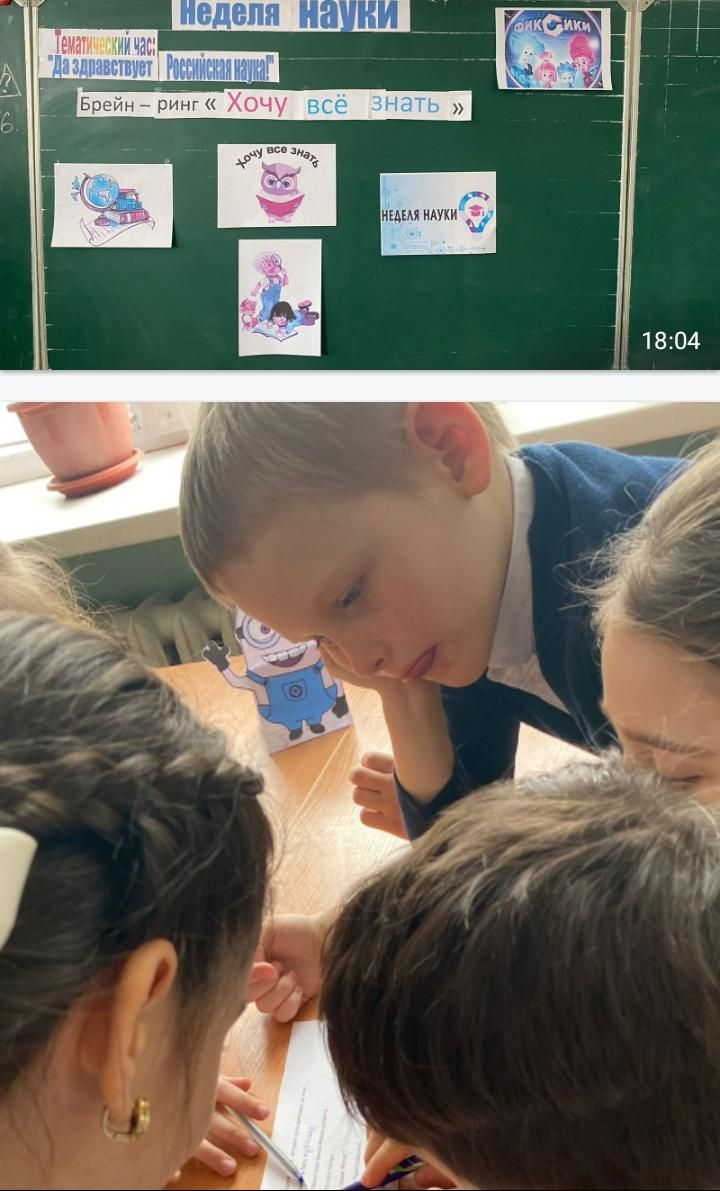 Неделя науки
Тематический час:
"Да здравствует Российская наука!"
ФИКСИКИ
Брейн – ринг « Хочу всё знать »
Хочу все знать
НЕДЕЛЯ НАУКИ
6.
18:04